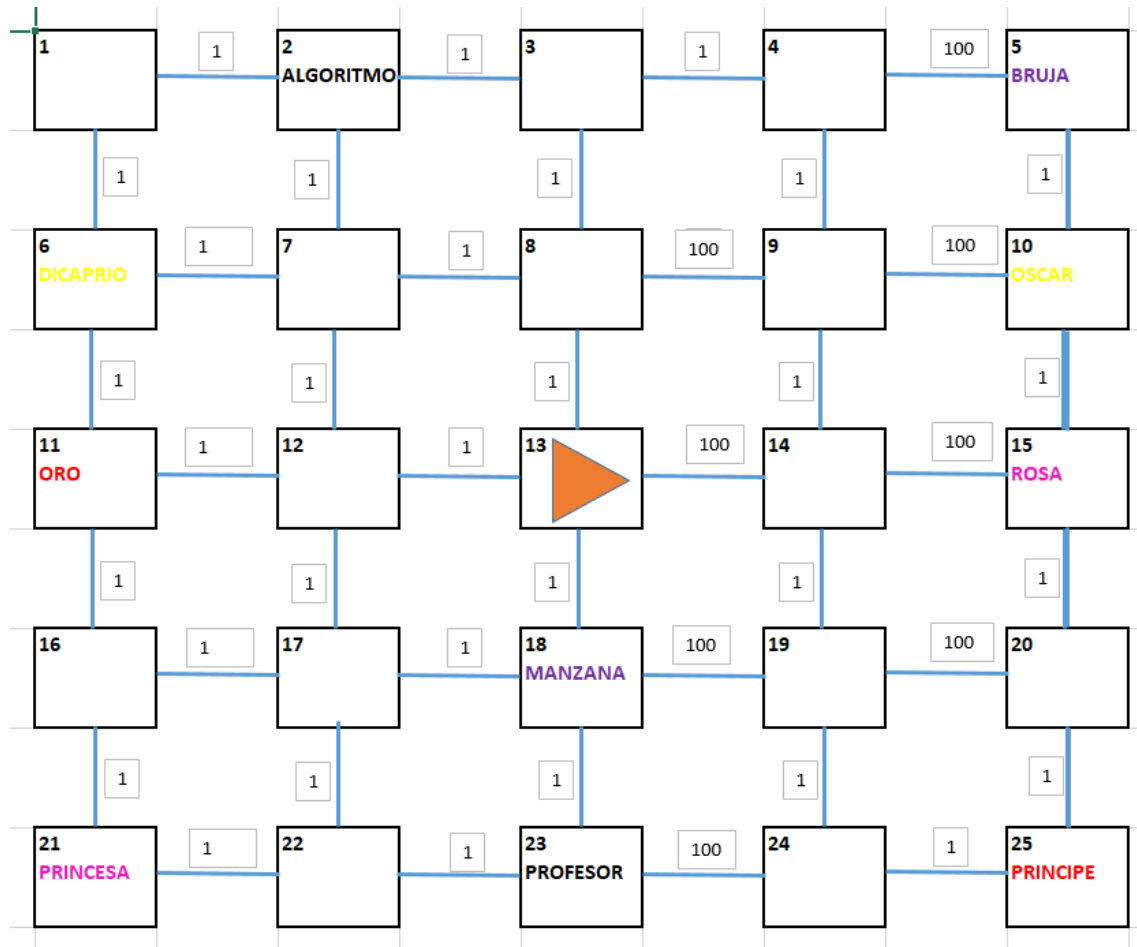 1 1 2 1 3 1 4 100 5
ALGORITMO BRUJA
1 1 1 1 1
6 1 7 1 8 100 9 100 10
DICAPRIO OSCAR
1 1 1 1 1
11 1 12 1 13 100 14 100 15
ORO ROSA
1 1 1 1 1
16 1 17 1 18 100 19 100 20
MANZANA
1 1 1 1 1
21 1 22 1 23 100 24 1 25
PRINCESA PROFESOR PRINCIPE